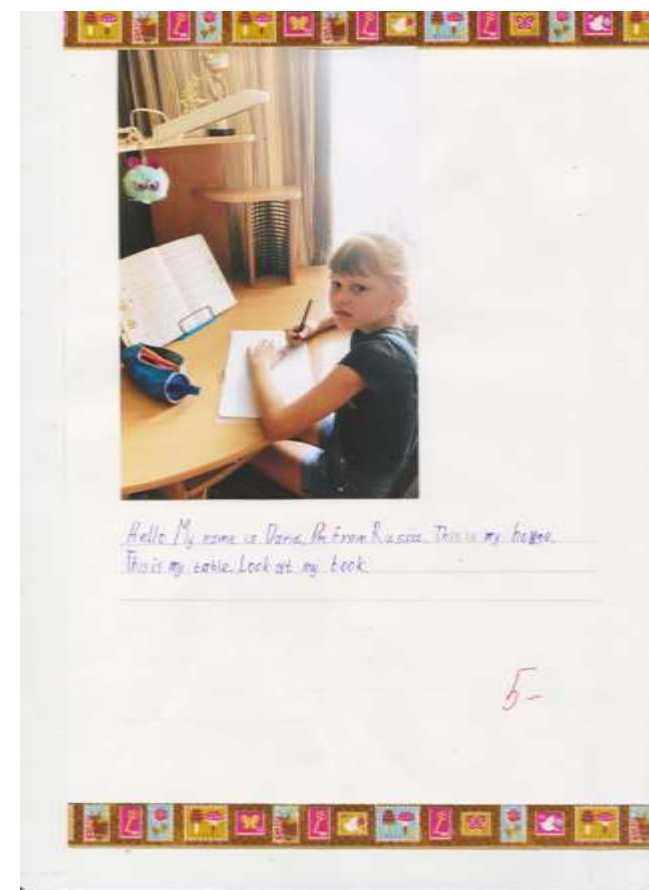 Hello My name is Daria. I'm from Russia. This is my home.
This is my table. Look at my book.
5-